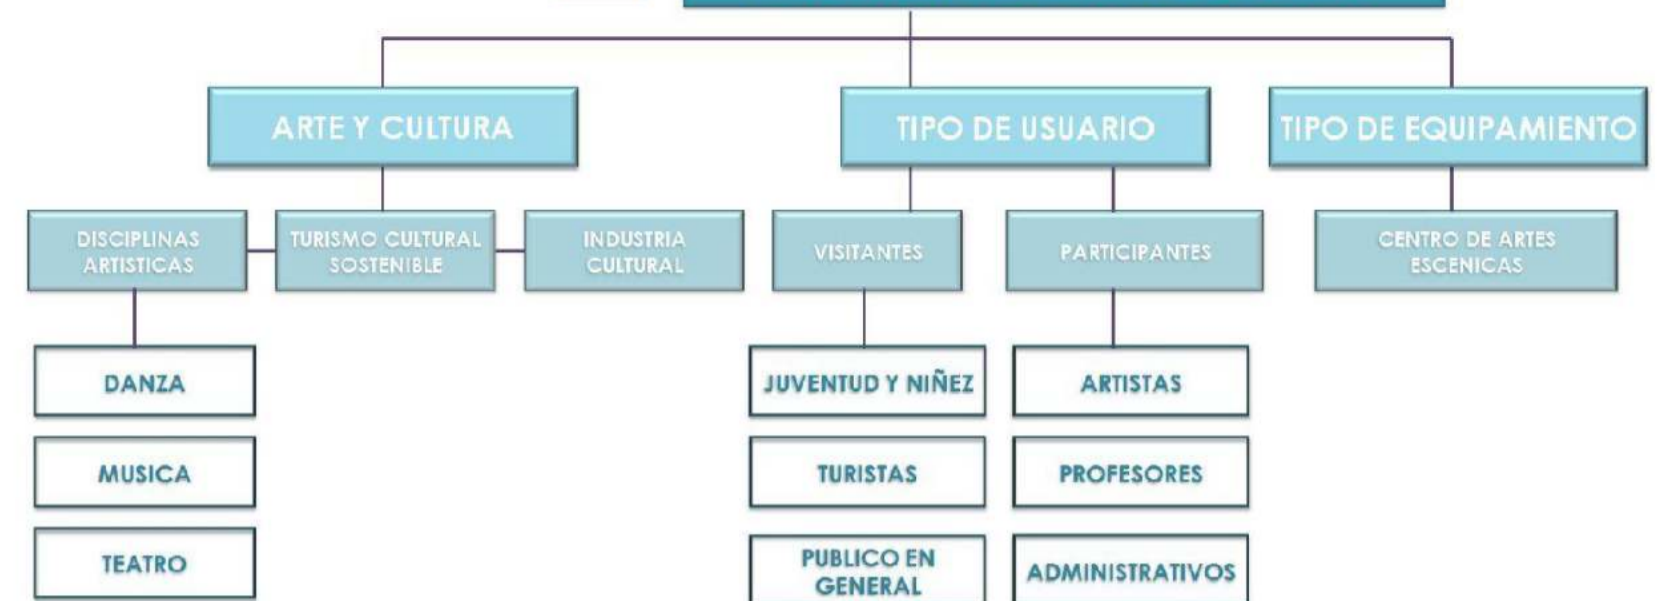 ARTE Y CULTURA
TIPO DE USUARIO
TIPO DE EQUIPAMIENTO
DISCIPLINAS
ARTISTICAS
TURISMO CULTURAL
SOSTENIBLE
INDUSTRIA
CULTURAL
VISITANTES
PARTICIPANTES
CENTRO DE ARTES
ESCENICAS
DANZA
MUSICA
TEATRO
JUVENTUD Y NIÑEZ
TURISTAS
PUBLICO EN
GENERAL
ARTISTAS
PROFESORES
ADMINISTRATIVOS